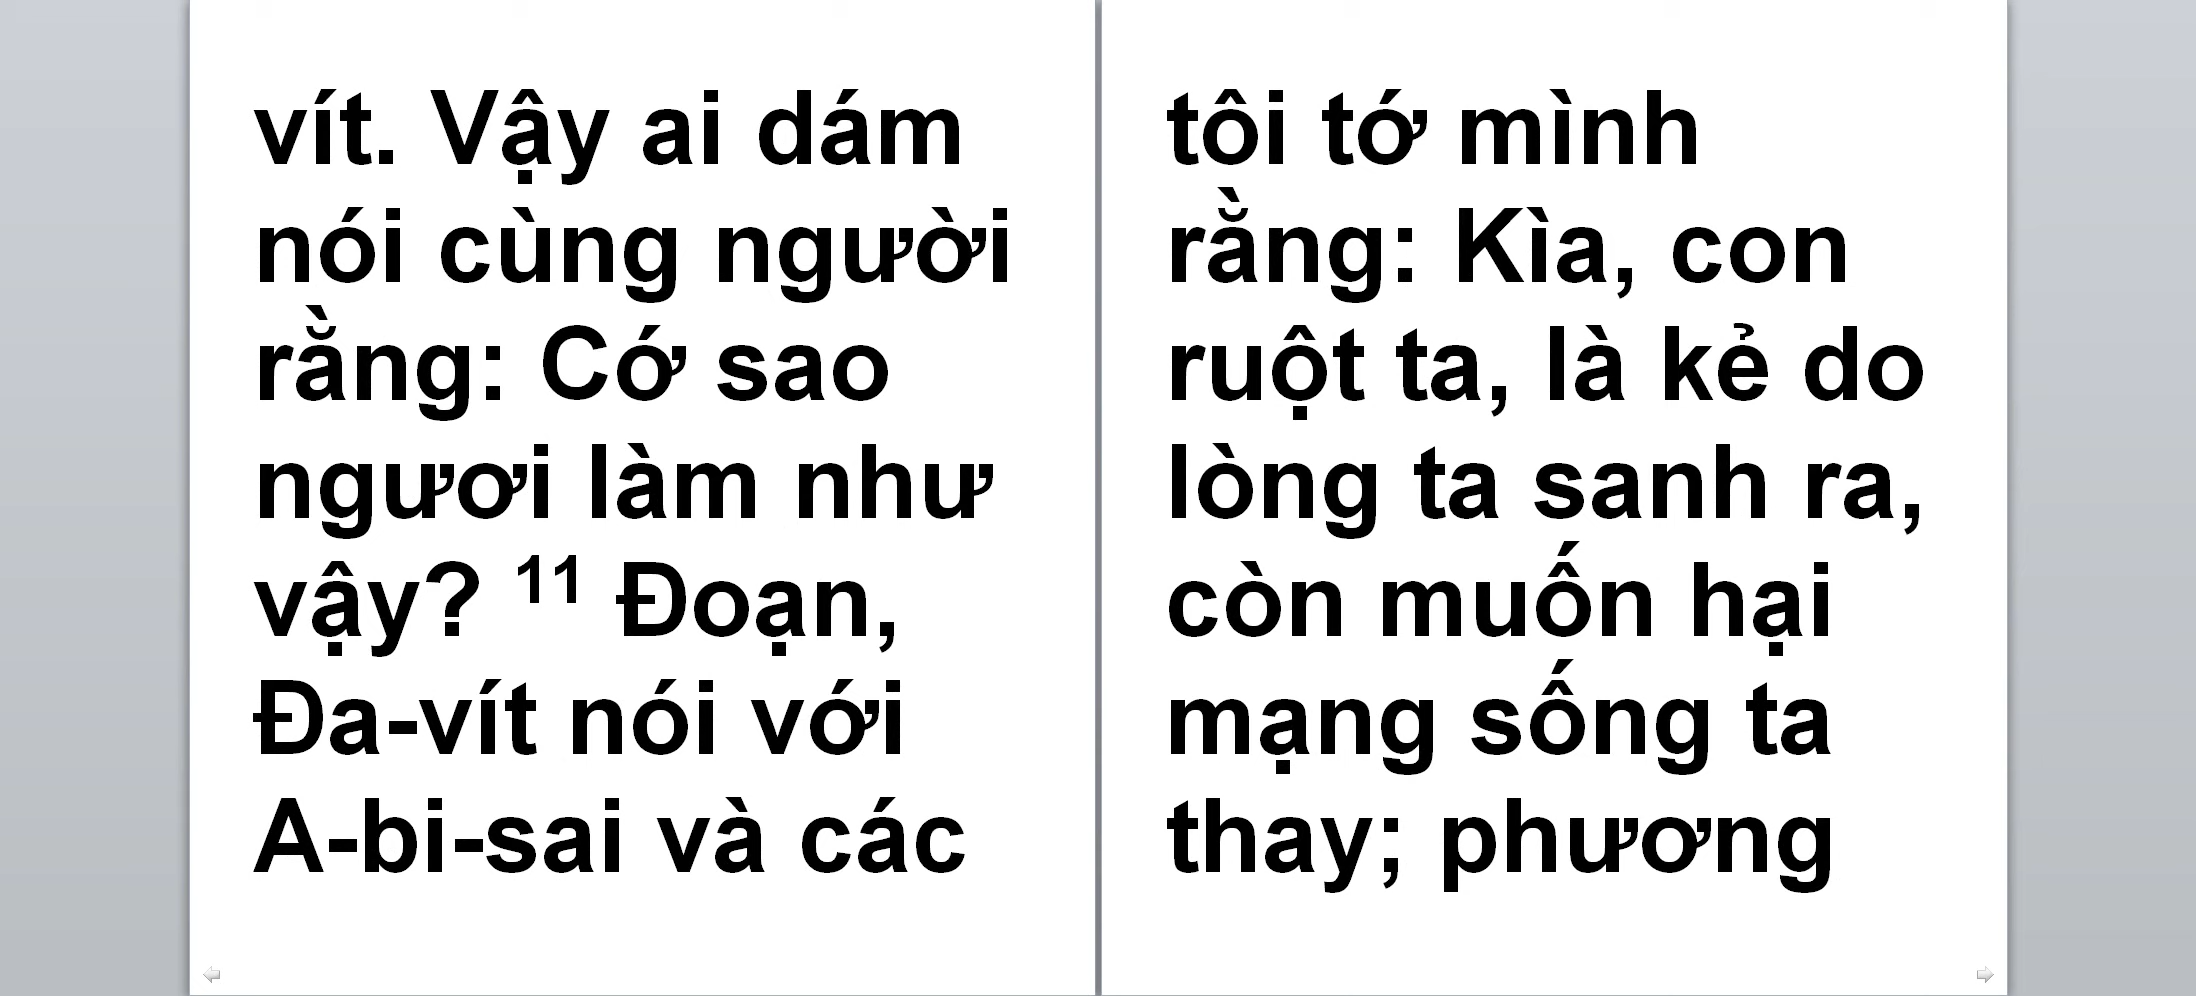 vít. Vậy ai dám
nói cùng người
rằng: Cớ sao
ngươi làm như
vậy? ¹¹ Đoạn,
Đa-vít nói với
A-bi-sai và các
tôi tớ mình
rằng: Kìa, con
ruột ta, là kẻ do
lòng ta sanh ra,
còn muốn hại
mạng sống ta
thay; phương